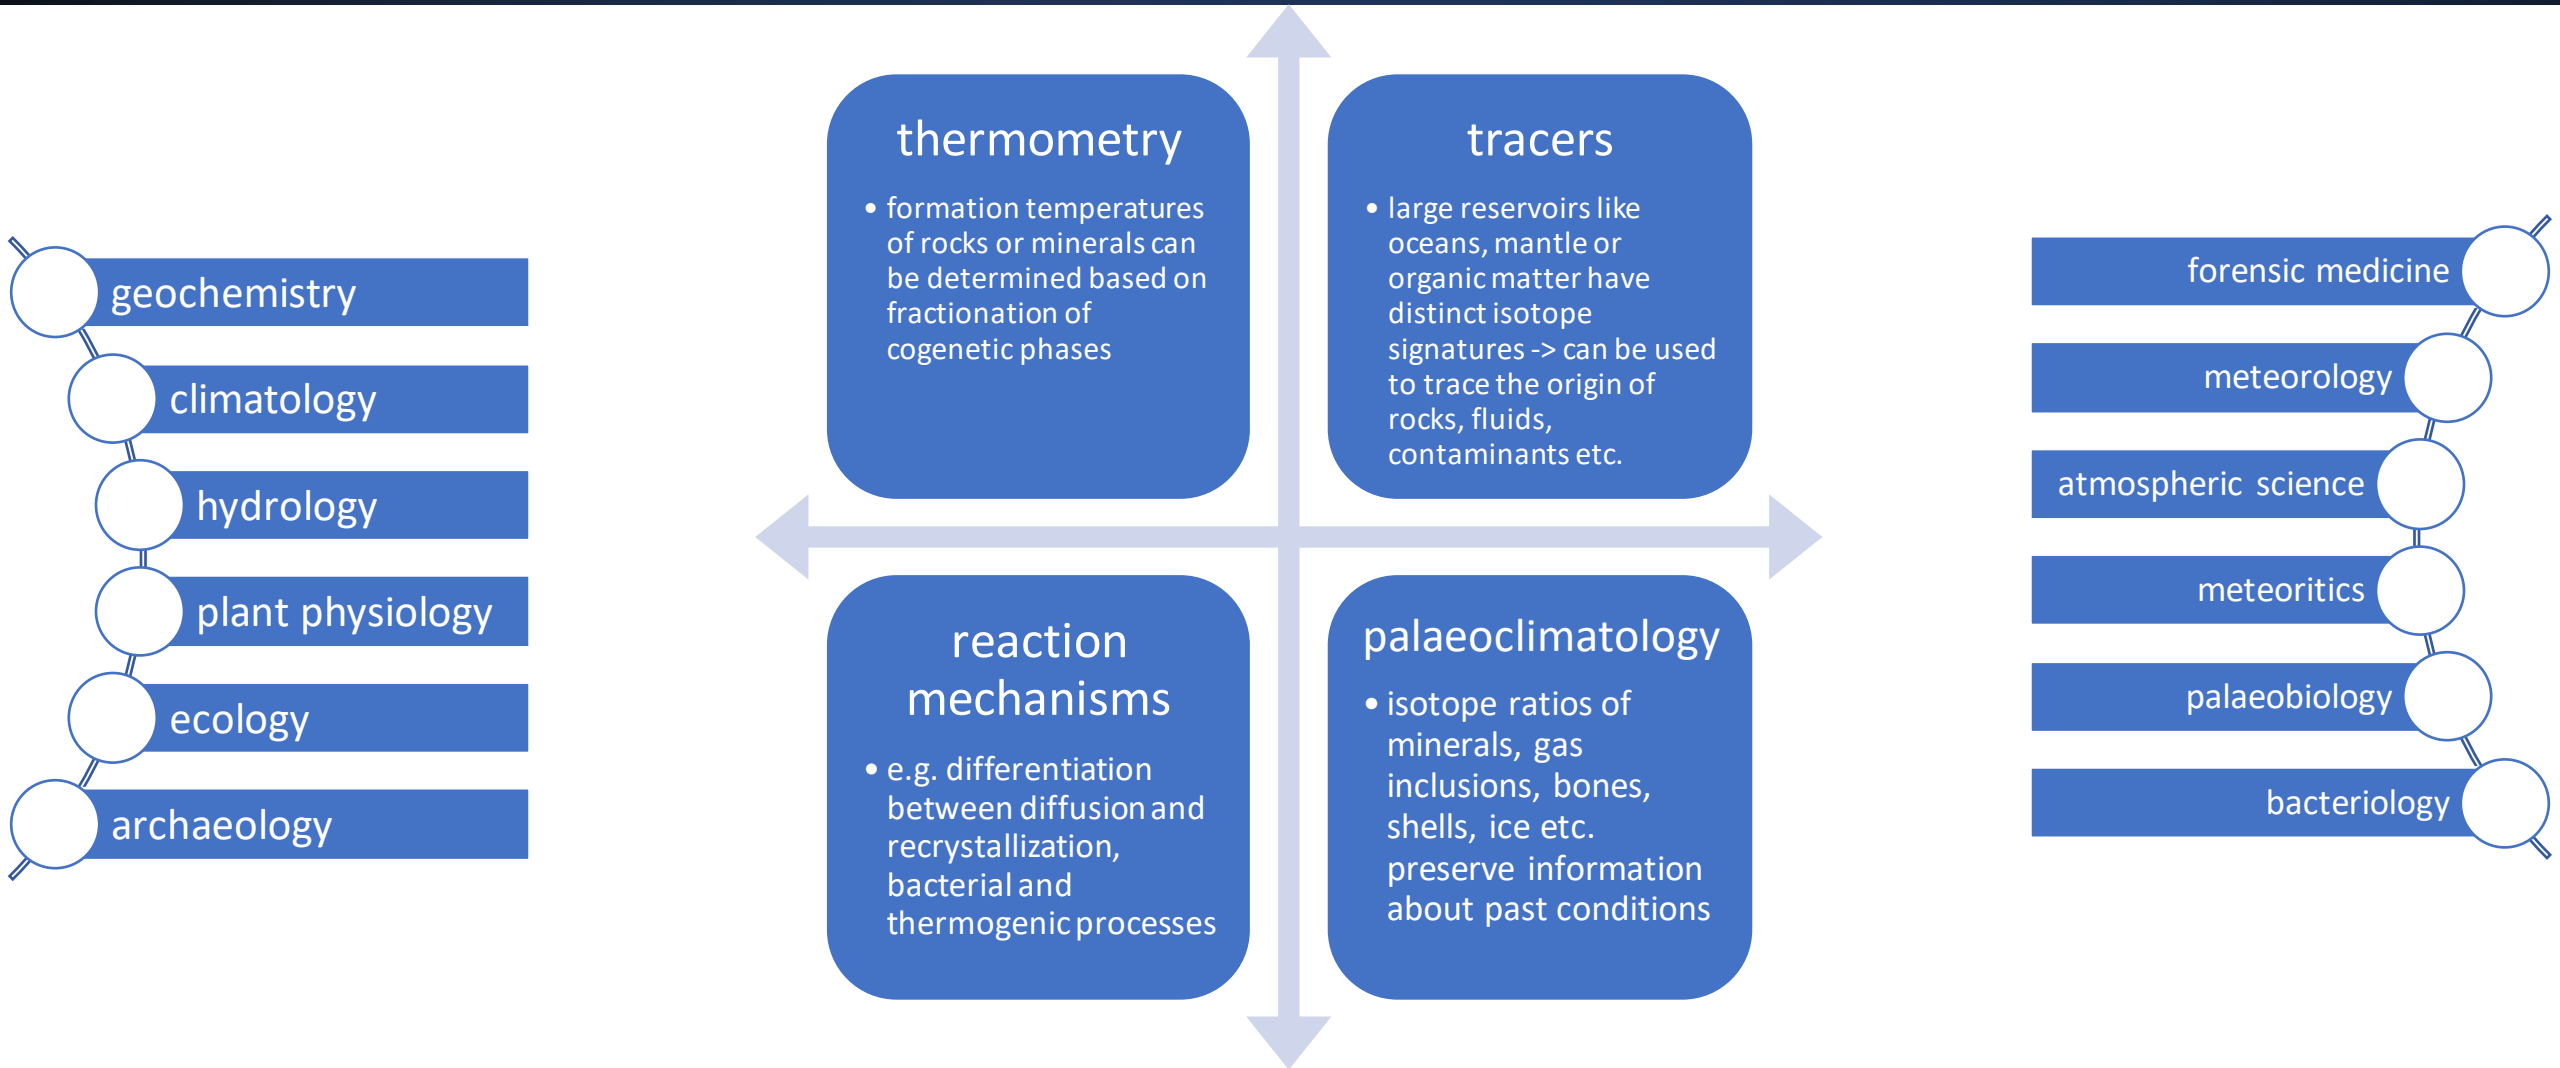 geochemistry
climatology
hydrology
plant physiology
ecology
archaeology
thermometry
• formation temperatures
of rocks or minerals can
be determined based on
fractionation of
cogenetic phases
tracers
• large reservoirs like
oceans, mantle or
organic matter have
distinct isotope
signatures -> can be used
to trace the origin of
rocks, fluids,
contaminants etc.
reaction
mechanisms
• e.g. differentiation
between diffusion and
recrystallization,
bacterial and
thermogenic processes
palaeoclimatology
• isotope ratios of
minerals, gas
inclusions, bones,
shells, ice etc.
preserve information
about past conditions
forensic medicine
meteorology
atmospheric science
meteoritics
palaeobiology
bacteriology